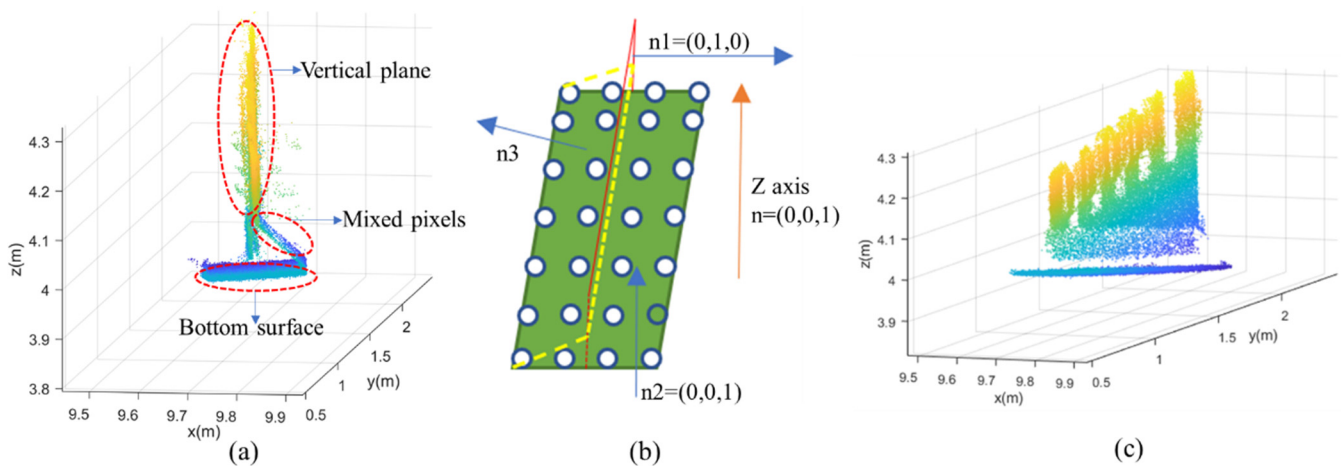 Vertical plane
Mixed pixels
Bottom surface
4.3
4.2
4.1
4
3.9
3.8
z(m)
9.5
9.6
9.7
9.8
9.9
x(m)
0.5
1
1.5
2
y(m)
(a)
n1=(0,1,0)
n3
Z axis
n=(0,0,1)
n2=(0,0,1)
(b)
4.3
4.2
4.1
4
3.9
z(m)
9.5
9.6
9.7
9.8
9.9
x(m)
0.5
1
1.5
2
y(m)
(c)